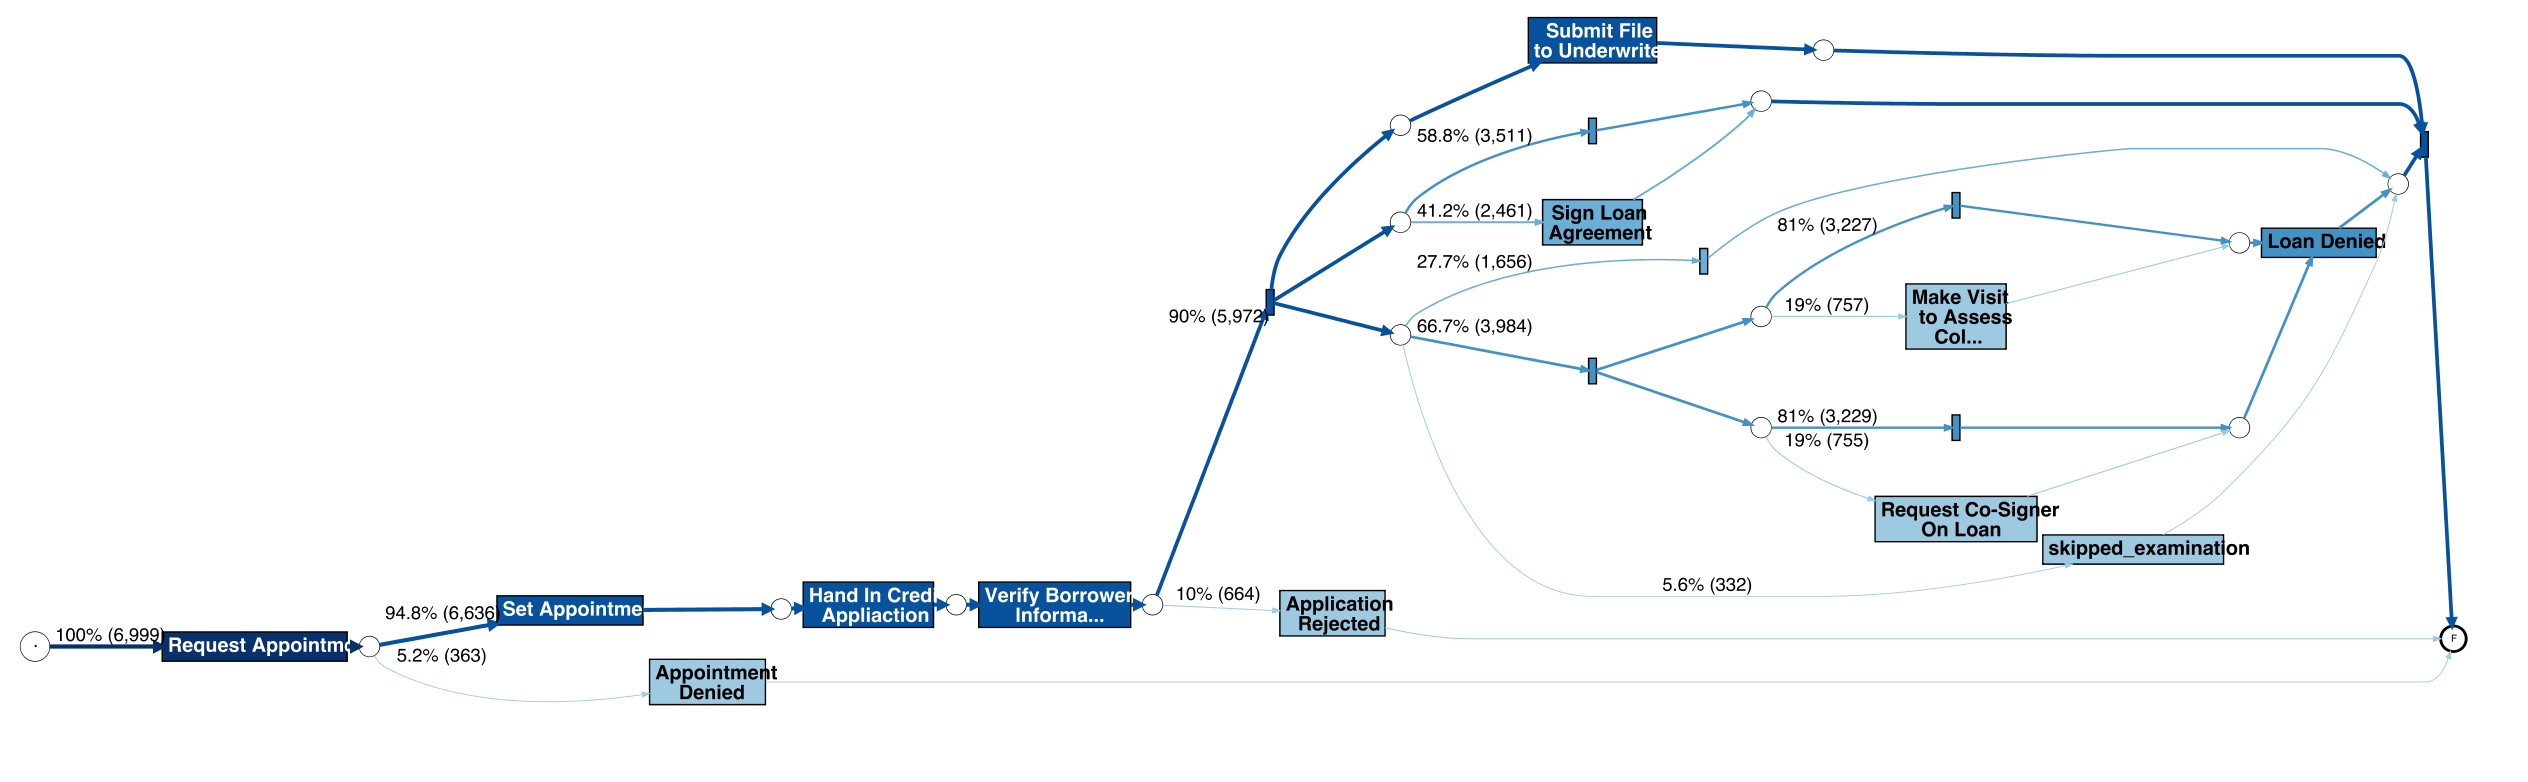 Submit File
to Underwrite
58.8% (3,511)
41.2% (2,461)
Sign Loan
Agreement
27.7% (1,656)
81% (3,227)
Loan Denied
90% (5,972)
66.7% (3,984)
19% (757)
Make Visit
to Assess
Col...
81% (3,229)
19% (755)
Request Co-Signer
On Loan
skipped_examination
5.6% (332)
100% (6,999)
Request Appointm
94.8% (6,636)
5.2% (363)
Set Appointme
Hand In Credi
Appliaction
Verify Borrower
Informa...
10% (664)
Application
Rejected
Appointment
Denied
F